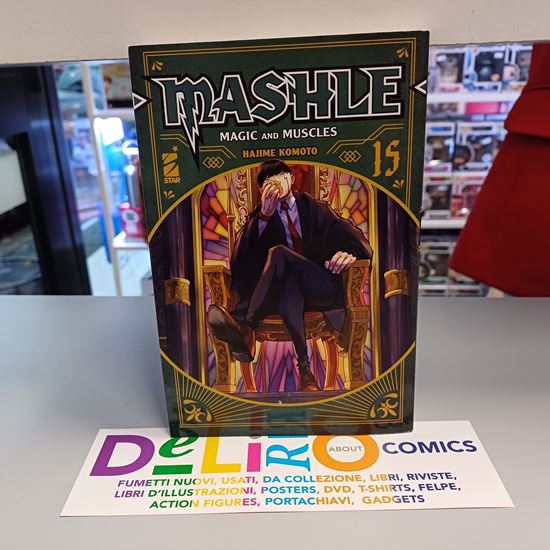 MASHLE
MAGIC AND MUSCLES
HAJIME KOMOTO
15
STAR
DeLiRiO ABOUT COMICS
FUMETTI NUOVI, USATI, DA COLLEZIONE, LIBRI, RIVISTE,
LIBRI D'ILLUSTRAZIONI, POSTERS, DVD, T-SHIRTS, FELPE,
ACTION FIGURES, PORTACHIAVI, GADGETS